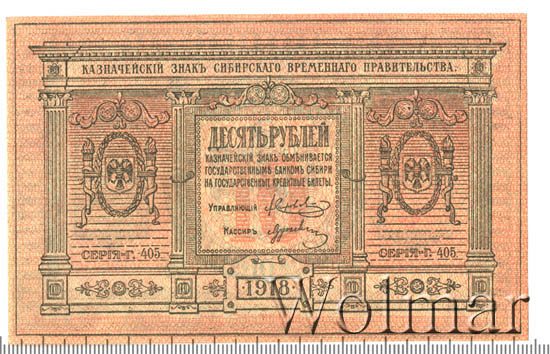 КАЗНАЧЕЙСКІЙ ЗНАКЪ СИБИРСКАГО ВРЕМЕННАГО ПРАВИТЕЛЬСТВА.
ДЕСЯТЬ РУБЛЕЙ
КАЗНАЧЕЙСКІЙ ЗНАКЪ ОБМѢНИВАЕТСЯ
ГОСУДАРСТВЕННЫМЪ БАНКОМЪ СИБИРИ
НА ГОСУДАРСТВЕННЫЕ КРЕДИТНЫЕ БИЛЕТЫ.
УПРАВЛЯЮЩІЙ
КАССИРЪ
СЕРІЯ-Г. 405. СЕРІЯ-Г. 405.
1918
Wolmar